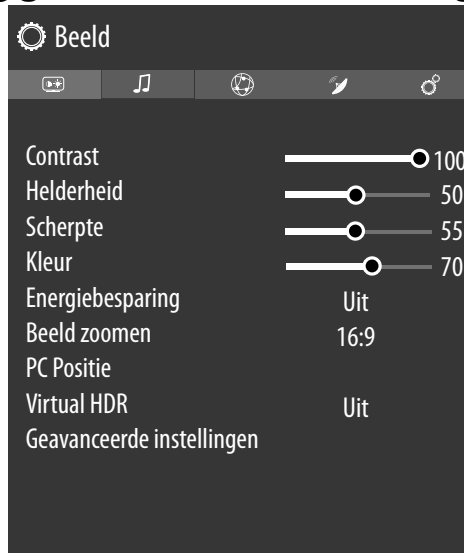 Beeld
Contrast 100
Helderheid 50
Scherpte 55
Kleur 70
Energiebesparing Uit
Beeld zoomen 16:9
PC Positie
Virtual HDR Uit
Geavanceerde instellingen